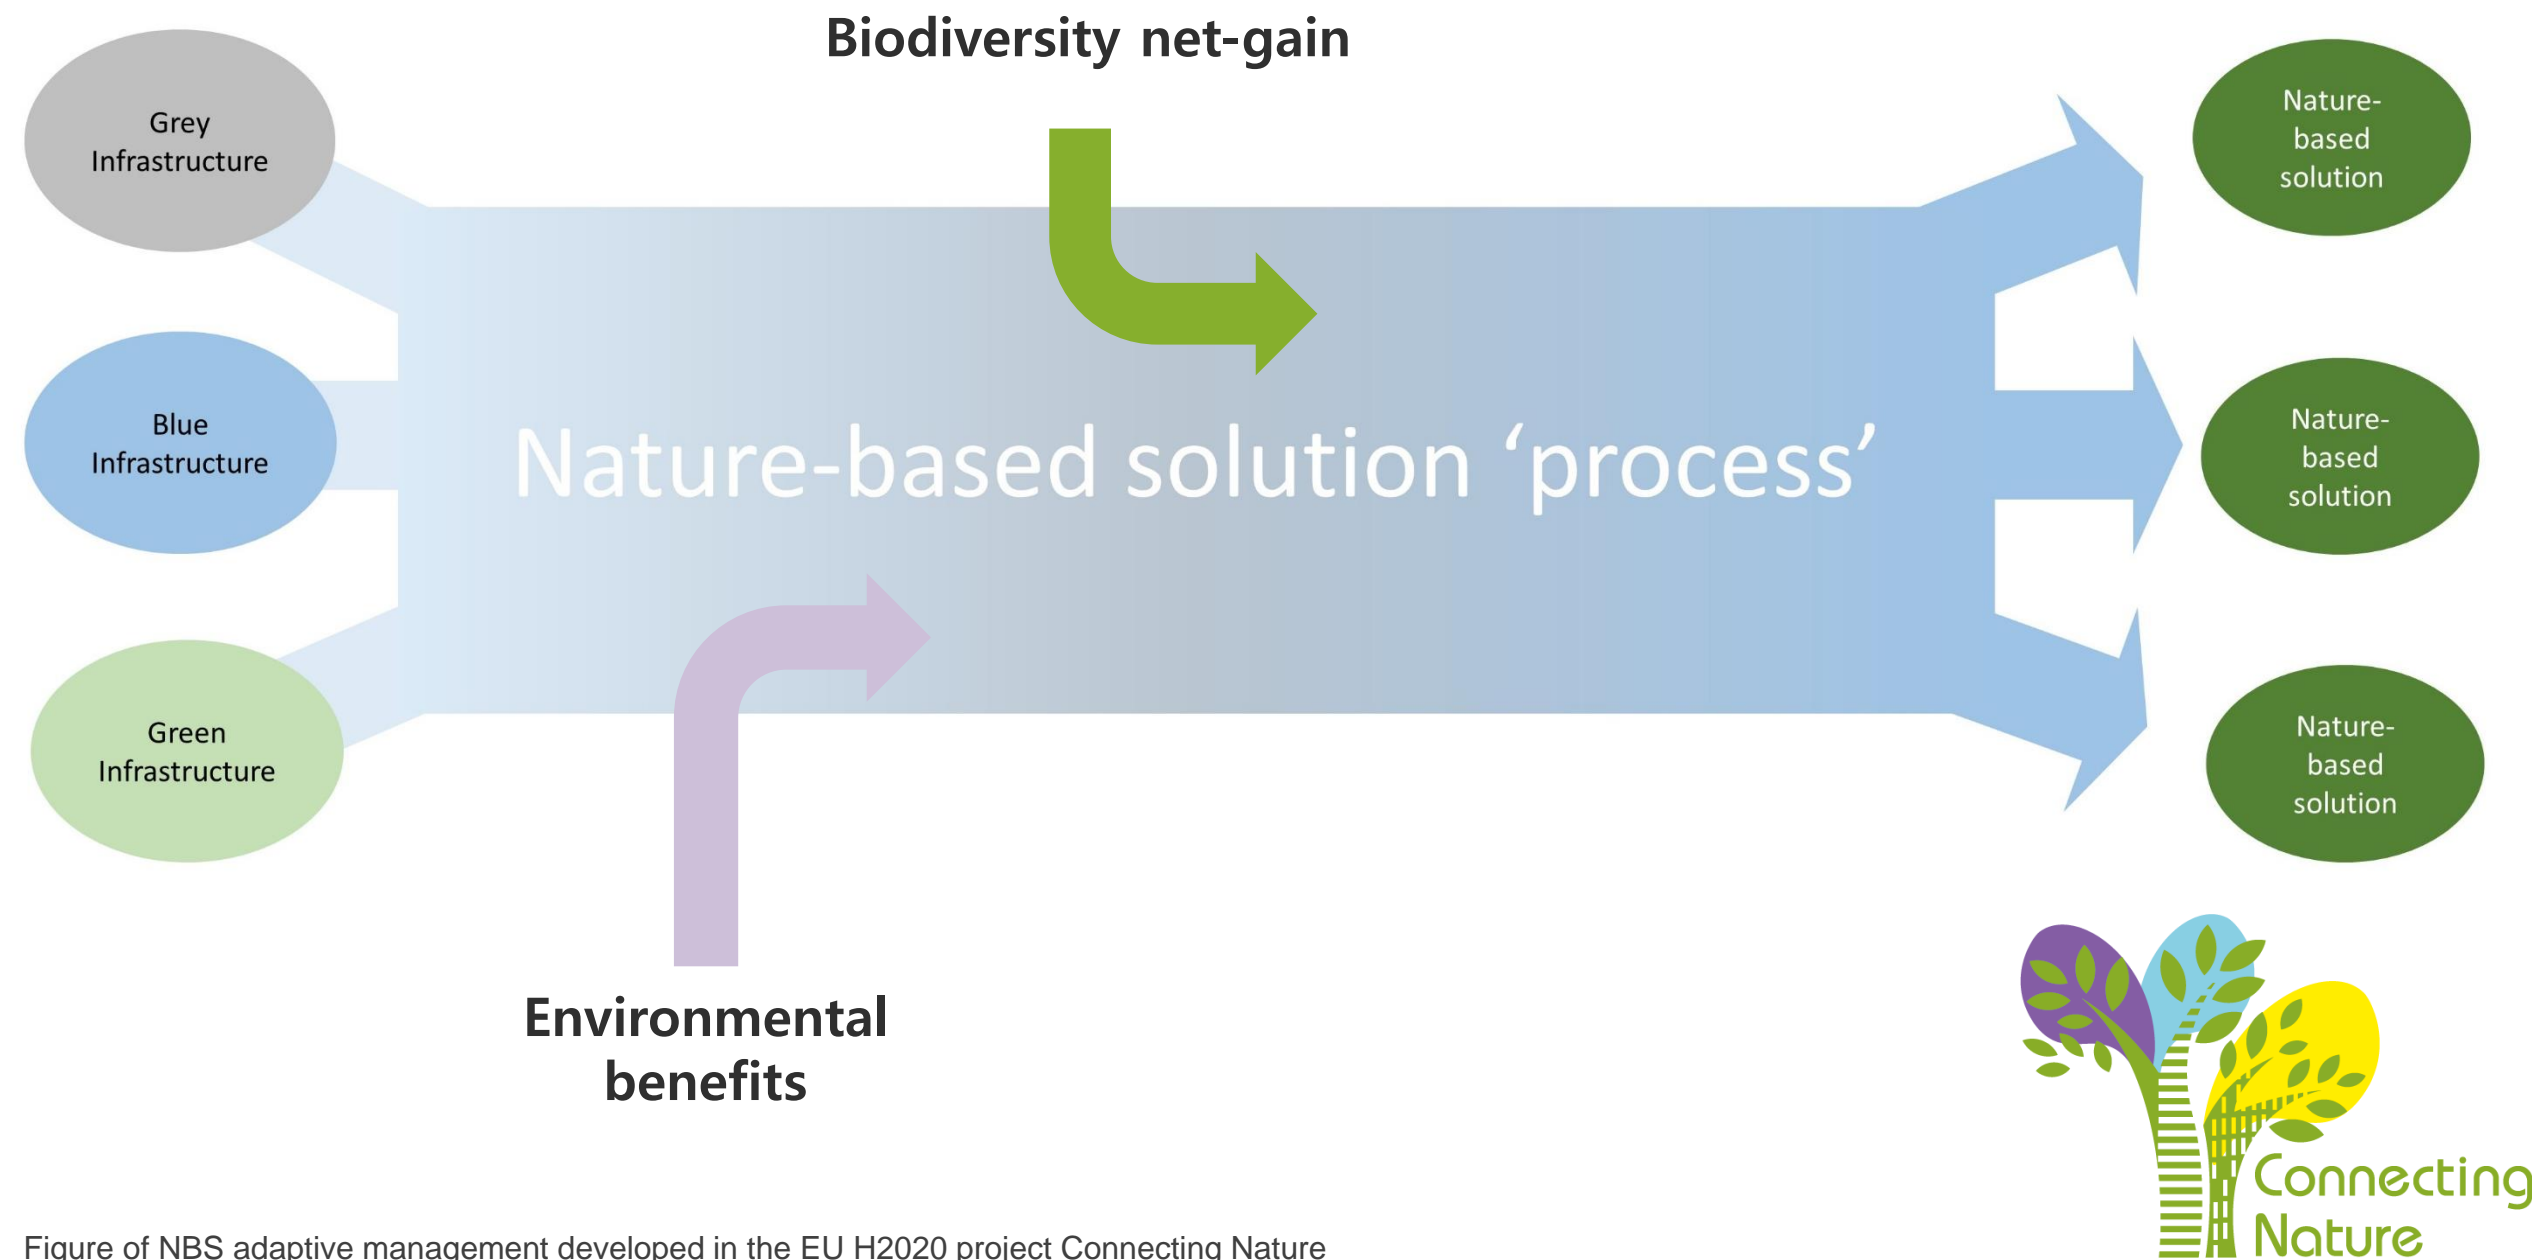 Biodiversity net-gain
Grey
Infrastructure
Blue
Infrastructure
Green
Infrastructure
Nature-based solution ‘process’
Nature-
based
solution
Nature-
based
solution
Nature-
based
solution
Environmental
benefits
Connecting
Nature
Figure of NBS adaptive management developed in the EU H2020 project Connecting Nature